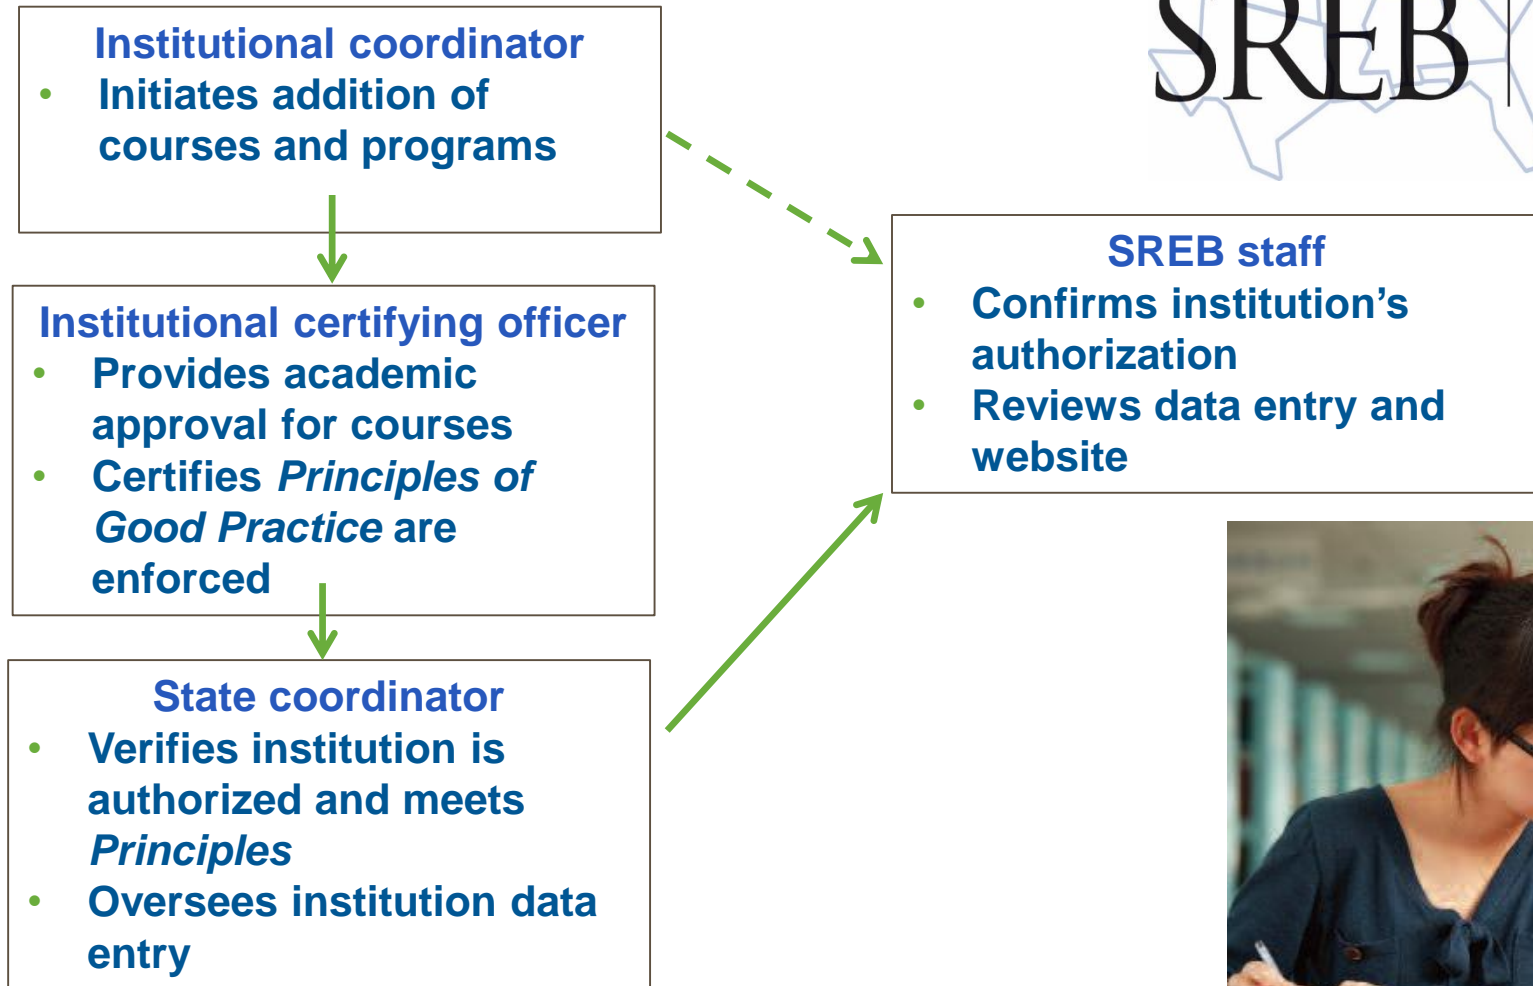 Institutional coordinator
• Initiates addition of
courses and programs
Institutional certifying officer
• Provides academic
approval for courses
• Certifies Principles of
Good Practice are
enforced
State coordinator
• Verifies institution is
authorized and meets
Principles
• Oversees institution data
entry
SREB
SREB staff
• Confirms institution’s
authorization
• Reviews data entry and
website